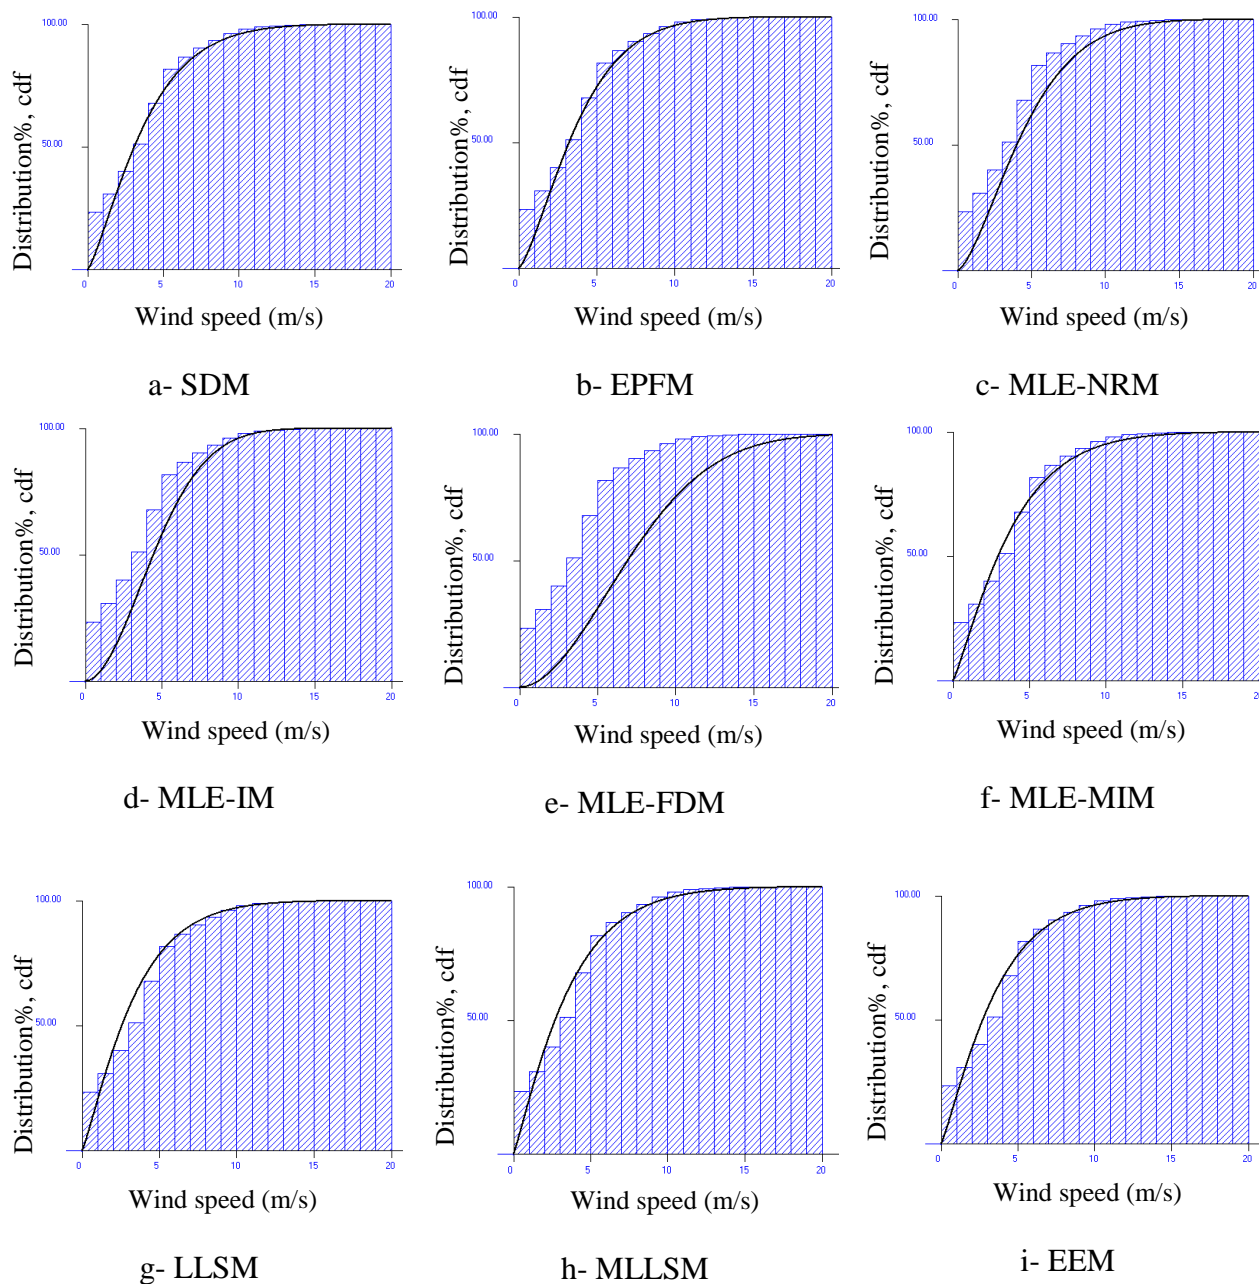 Distribution%, cdf
100.00
50.00
0 5 10 15 20
Wind speed (m/s)
a- SDM
Distribution%, cdf
100.00
50.00
0 5 10 15 20
Wind speed (m/s)
b- EPFM
Distribution%, cdf
100.00
50.00
0 5 10 15 20
Wind speed (m/s)
c- MLE-NRM
Distribution%, cdf
100.00
50.00
0 5 10 15 20
Wind speed (m/s)
d- MLE-IM
Distribution%, cdf
100.00
50.00
0 5 10 15 20
Wind speed (m/s)
e- MLE-FDM
Distribution%, cdf
100.00
50.00
0 5 10 15 20
Wind speed (m/s)
f- MLE-MIM
Distribution%, cdf
100.00
50.00
0 5 10 15 20
Wind speed (m/s)
g- LLSM
Distribution%, cdf
100.00
50.00
0 5 10 15 20
Wind speed (m/s)
h- MLLSM
Distribution%, cdf
100.00
50.00
0 5 10 15 20
Wind speed (m/s)
i- EEM